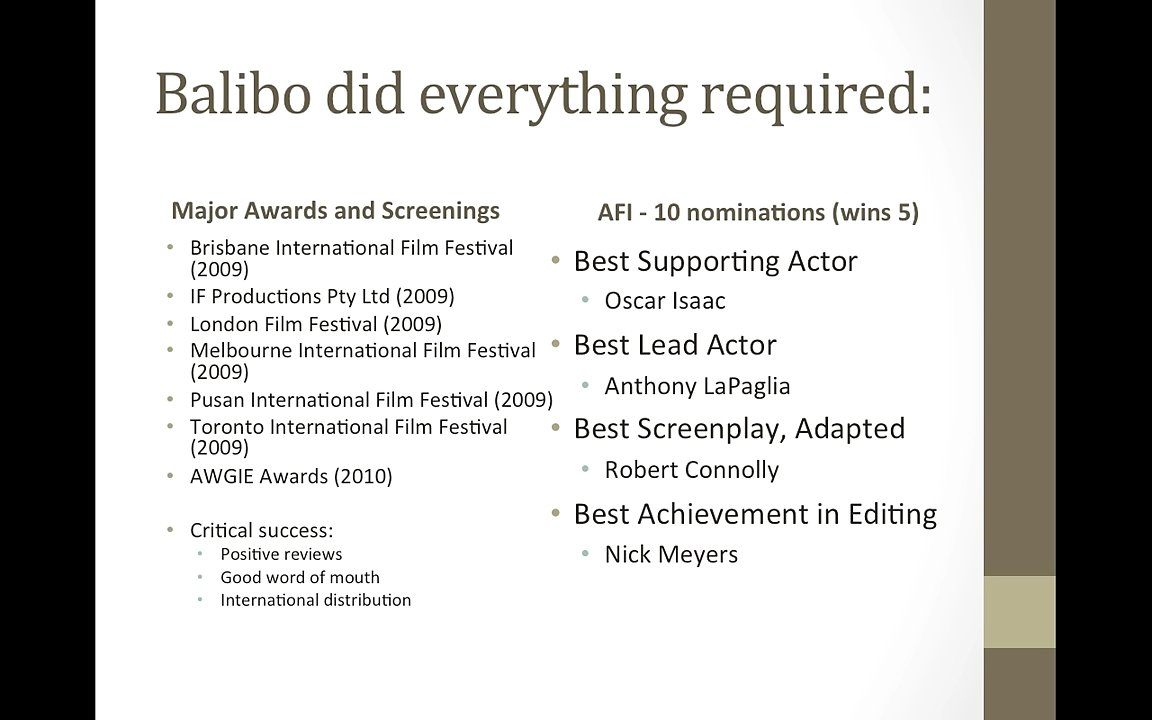 Balibo did everything required:
Major Awards and Screenings
• Brisbane International Film Festival
(2009)
• IF Productions Pty Ltd (2009)
• London Film Festival (2009)
• Melbourne International Film Festival
(2009)
• Pusan International Film Festival (2009)
• Toronto International Film Festival
(2009)
• AWGIE Awards (2010)
• Critical success:
• Positive reviews
• Good word of mouth
• International distribution
AFI - 10 nominations (wins 5)
• Best Supporting Actor
• Oscar Isaac
• Best Lead Actor
• Anthony LaPaglia
• Best Screenplay, Adapted
• Robert Connolly
• Best Achievement in Editing
• Nick Meyers